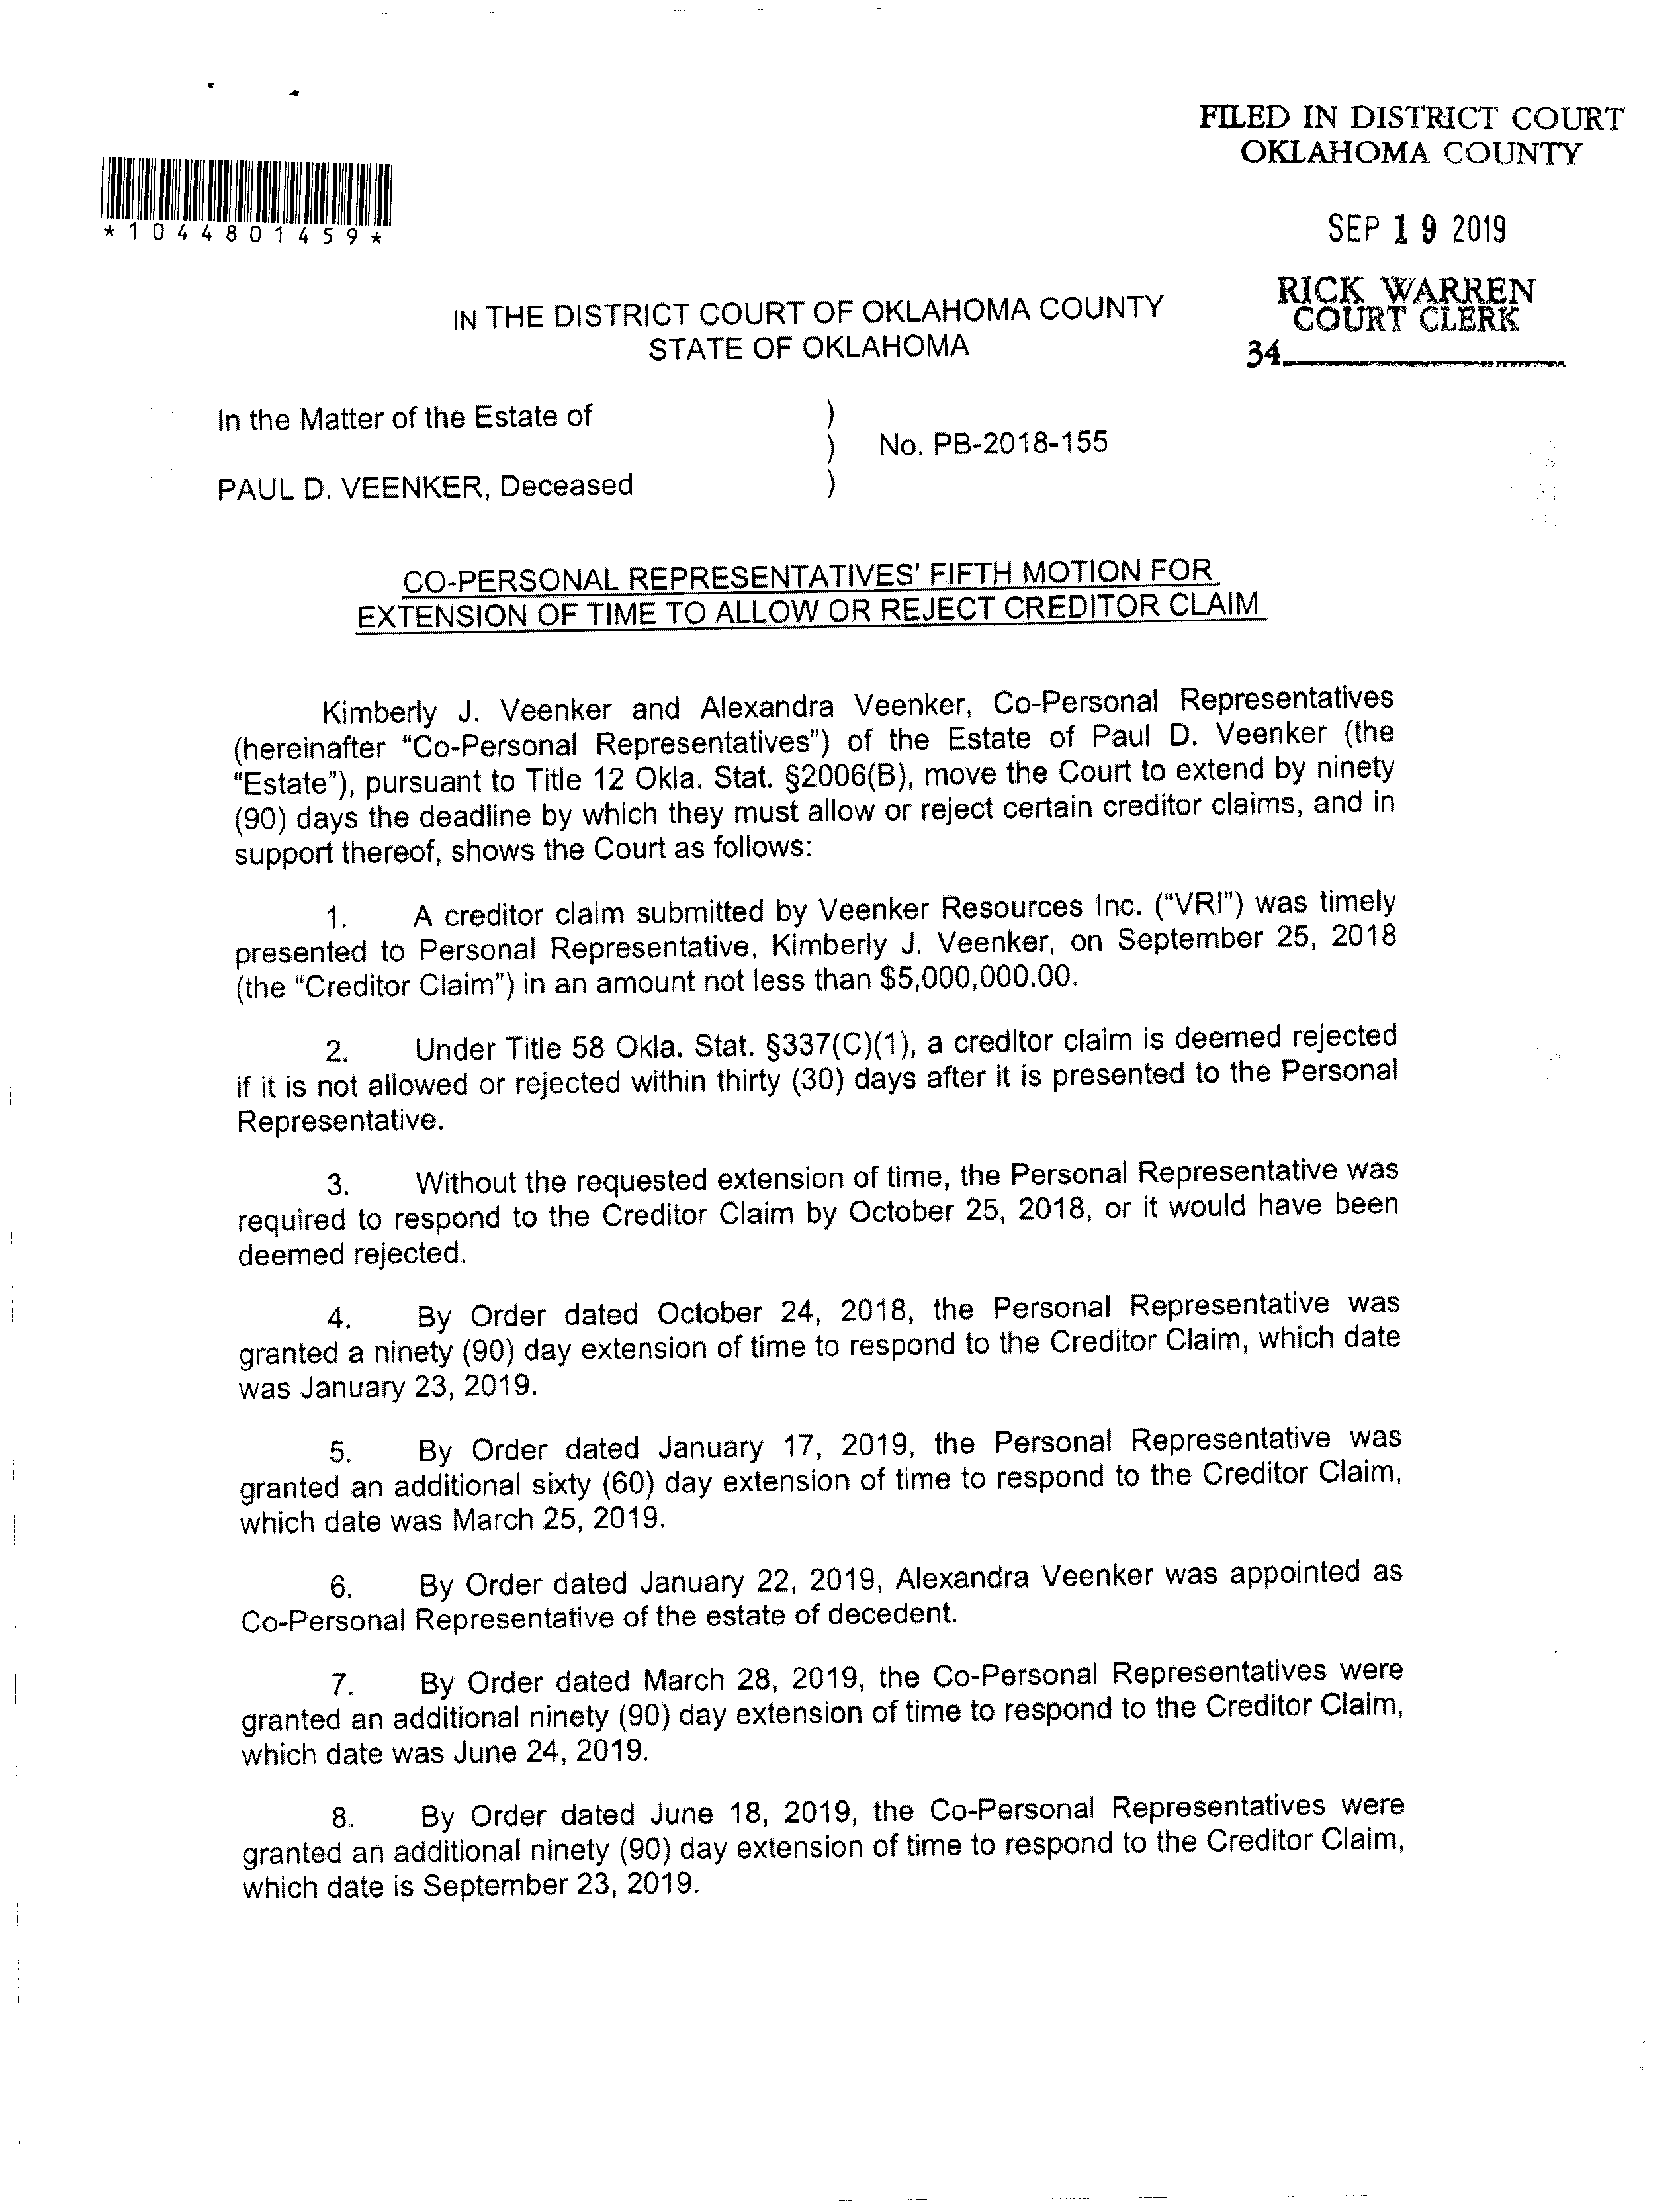 FILED IN DISTRICT COURT
OKLAHOMA COUNTY
*1044801459*
SEP 19 2019
RICK WARREN
COURT CLERK
34
IN THE DISTRICT COURT OF OKLAHOMA COUNTY
STATE OF OKLAHOMA
In the Matter of the Estate of )
) No. PB-2018-155
PAUL D. VEENKER, Deceased )
CO-PERSONAL REPRESENTATIVES' FIFTH MOTION FOR
EXTENSION OF TIME TO ALLOW OR REJECT CREDITOR CLAIM
Kimberly J. Veenker and Alexandra Veenker, Co-Personal Representatives
(hereinafter “Co-Personal Representatives”) of the Estate of Paul D. Veenker (the
"Estate"), pursuant to Title 12 Okla. Stat. §2006(B), move the Court to extend by ninety
(90) days the deadline by which they must allow or reject certain creditor claims, and in
support thereof, shows the Court as follows:
1. A creditor claim submitted by Veenker Resources Inc. (“VRI”) was timely
presented to Personal Representative, Kimberly J. Veenker, on September 25, 2018
(the “Creditor Claim”) in an amount not less than $5,000,000.00.
2. Under Title 58 Okla. Stat. §337(C)(1), a creditor claim is deemed rejected
if it is not allowed or rejected within thirty (30) days after it is presented to the Personal
Representative.
3. Without the requested extension of time, the Personal Representative was
required to respond to the Creditor Claim by October 25, 2018, or it would have been
deemed rejected.
4. By Order dated October 24, 2018, the Personal Representative was
granted a ninety (90) day extension of time to respond to the Creditor Claim, which date
was January 23, 2019.
5. By Order dated January 17, 2019, the Personal Representative was
granted an additional sixty (60) day extension of time to respond to the Creditor Claim,
which date was March 25, 2019.
6. By Order dated January 22, 2019, Alexandra Veenker was appointed as
Co-Personal Representative of the estate of decedent.
7. By Order dated March 28, 2019, the Co-Personal Representatives were
granted an additional ninety (90) day extension of time to respond to the Creditor Claim,
which date was June 24, 2019.
8. By Order dated June 18, 2019, the Co-Personal Representatives were
granted an additional ninety (90) day extension of time to respond to the Creditor Claim,
which date is September 23, 2019.